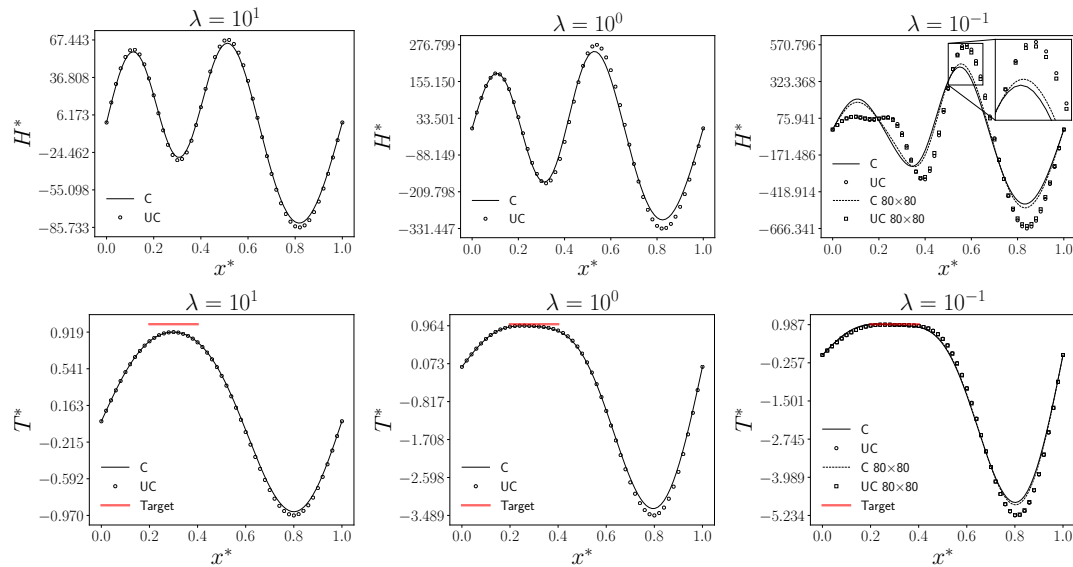 λ = 10¹
H*
67.443
36.808
6.173
−24.462
−55.098
−85.733
C
UC
0.0 0.2 0.4 0.6 0.8 1.0
x*
λ = 10⁰
H*
276.799
155.150
33.501
−88.149
−209.798
−331.447
C
UC
0.0 0.2 0.4 0.6 0.8 1.0
x*
λ = 10⁻¹
H*
570.796
323.368
75.941
−171.486
−418.914
−666.341
C
UC
C 80×80
UC 80×80
0.0 0.2 0.4 0.6 0.8 1.0
x*
λ = 10¹
T*
0.919
0.541
0.163
−0.215
−0.592
−0.970
C
UC
Target
0.0 0.2 0.4 0.6 0.8 1.0
x*
λ = 10⁰
T*
0.964
0.073
−0.817
−1.708
−2.598
−3.489
C
UC
Target
0.0 0.2 0.4 0.6 0.8 1.0
x*
λ = 10⁻¹
T*
0.987
−0.257
−1.501
−2.745
−3.989
−5.234
C
UC
C 80×80
UC 80×80
Target
0.0 0.2 0.4 0.6 0.8 1.0
x*